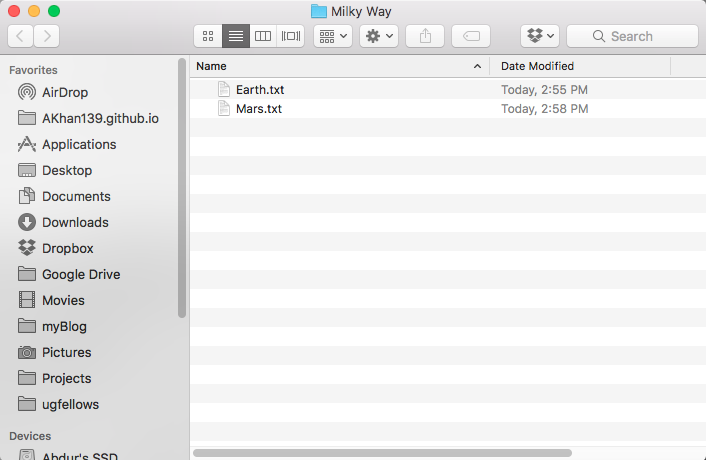 Milky Way
Search
Favorites
AirDrop
AKhan139.github.io
Applications
Desktop
Documents
Downloads
Dropbox
Google Drive
Movies
myBlog
Pictures
Projects
ugfellows
Devices
Abdur's SSD
Name Date Modified
Earth.txt Today, 2:55 PM
Mars.txt Today, 2:58 PM